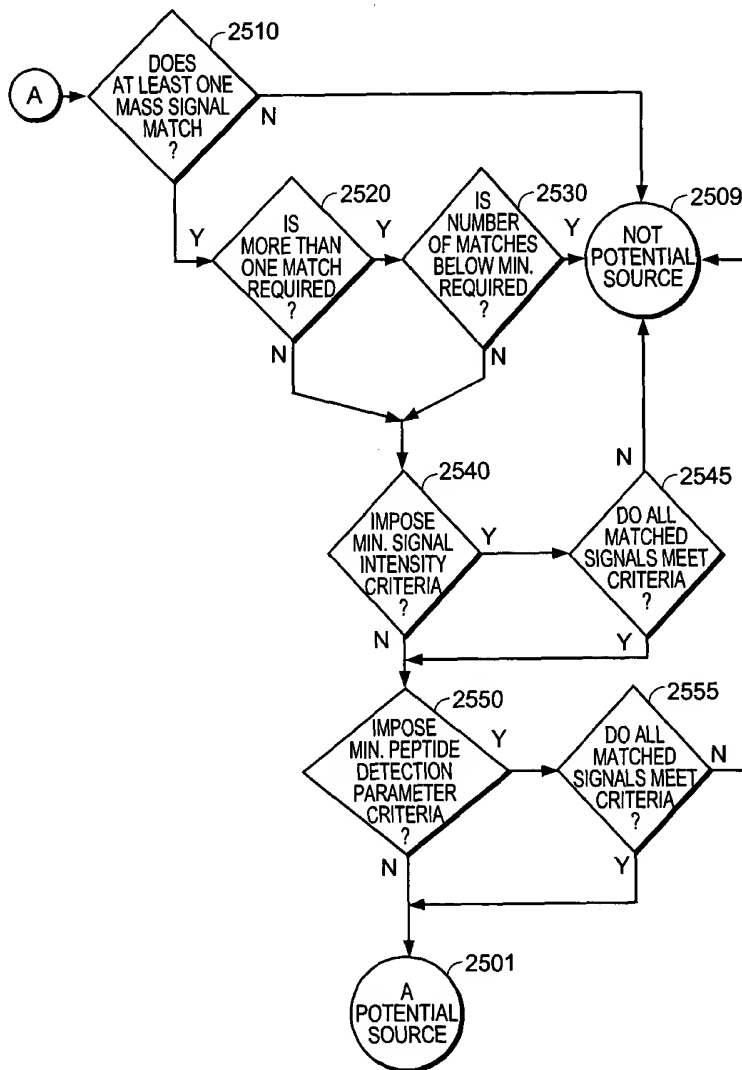 2510
DOES
AT LEAST ONE
MASS SIGNAL
MATCH
?
A
N
Y
2520
IS
MORE THAN
ONE MATCH
REQUIRED
?
Y
N
2530
IS
NUMBER
OF MATCHES
BELOW MIN.
REQUIRED
?
Y
N
2509
NOT
POTENTIAL
SOURCE
2540
IMPOSE
MIN. SIGNAL
INTENSITY
CRITERIA
?
Y
N
N
2545
DO ALL
MATCHED
SIGNALS MEET
CRITERIA
?
Y
2550
IMPOSE
MIN. PEPTIDE
DETECTION
PARAMETER
CRITERIA
?
Y
N
2555
DO ALL
MATCHED
SIGNALS MEET
CRITERIA
?
N
Y
2501
A
POTENTIAL
SOURCE